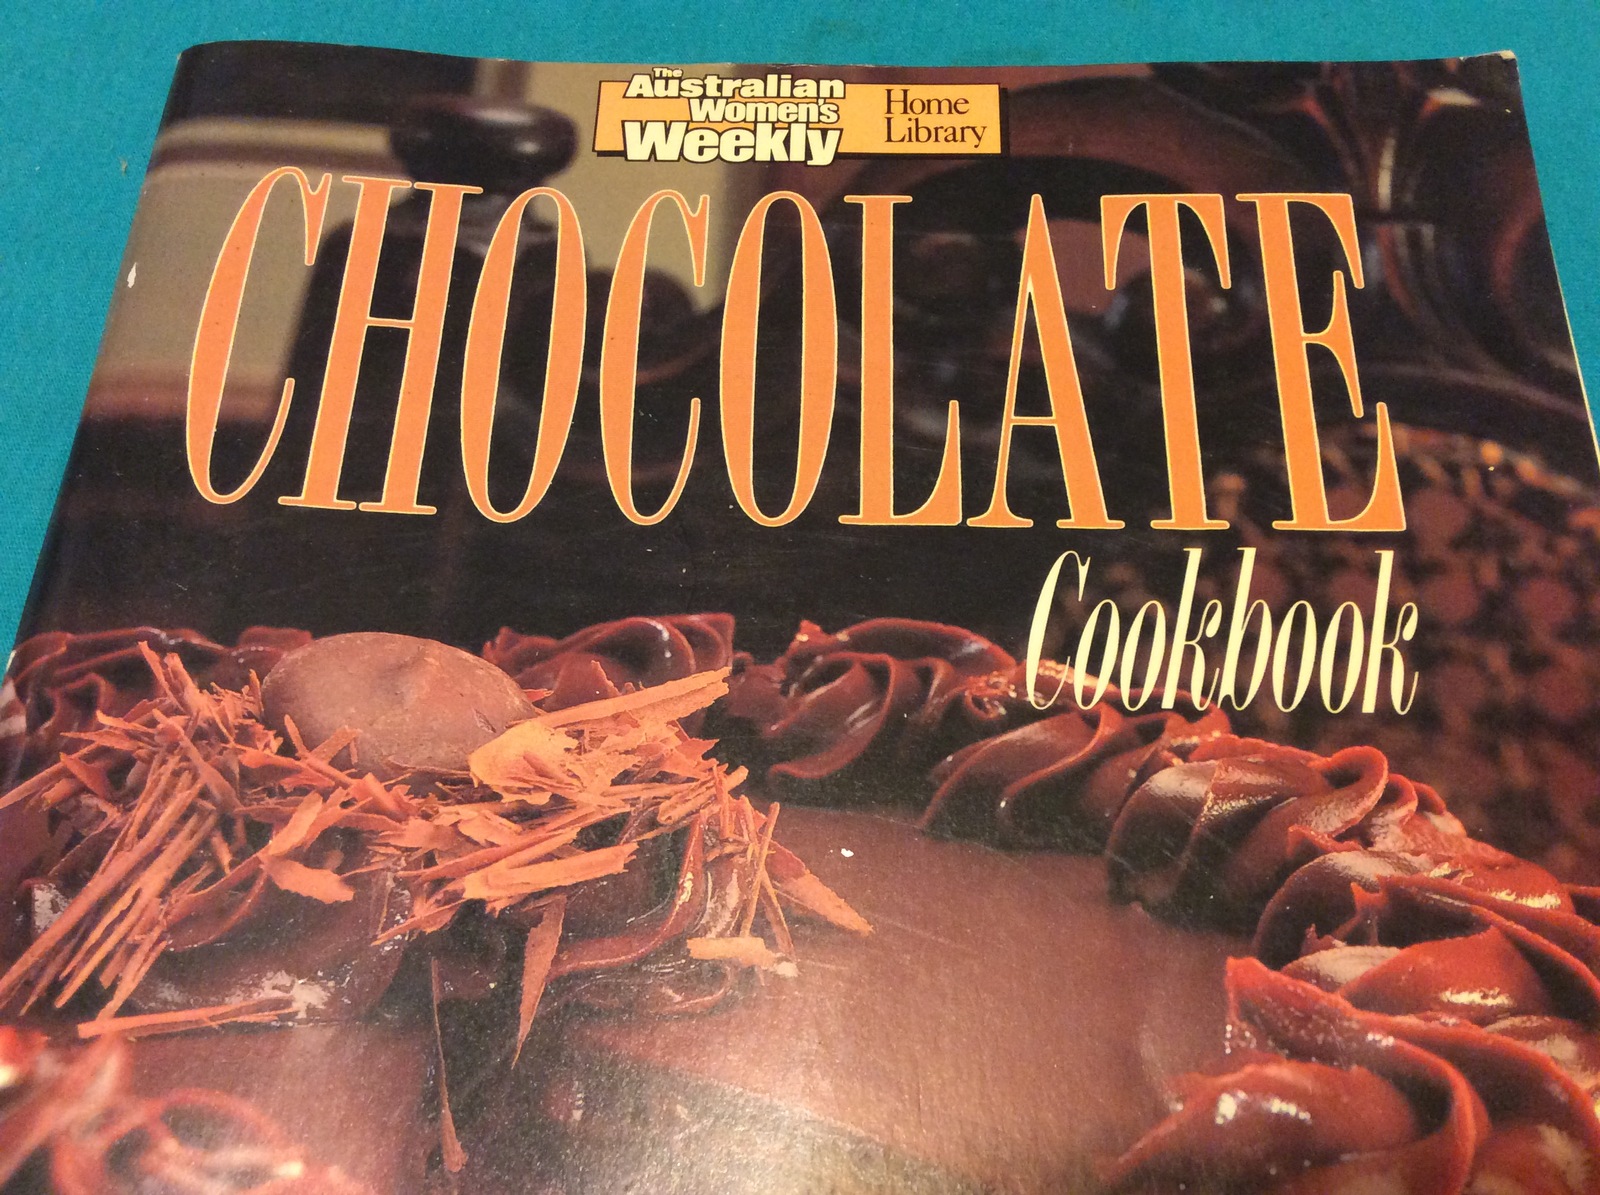 The
Australian
Women's
Weekly
Home
Library
CHOCOLATE
Cookbook